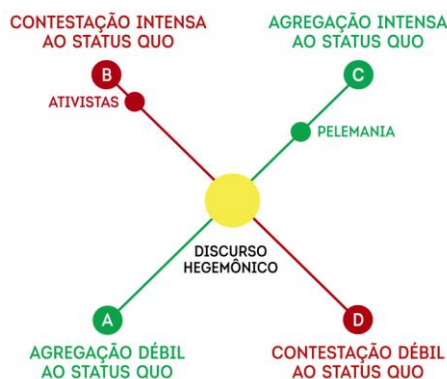 CONTESTAÇÃO INTENSA
AO STATUS QUO
AGREGAÇÃO INTENSA
AO STATUS QUO
B
C
ATIVISTAS
PELEMANIA
DISCURSO
HEGEMÔNICO
A
D
AGREGAÇÃO DÉBIL
AO STATUS QUO
CONTESTAÇÃO DÉBIL
AO STATUS QUO